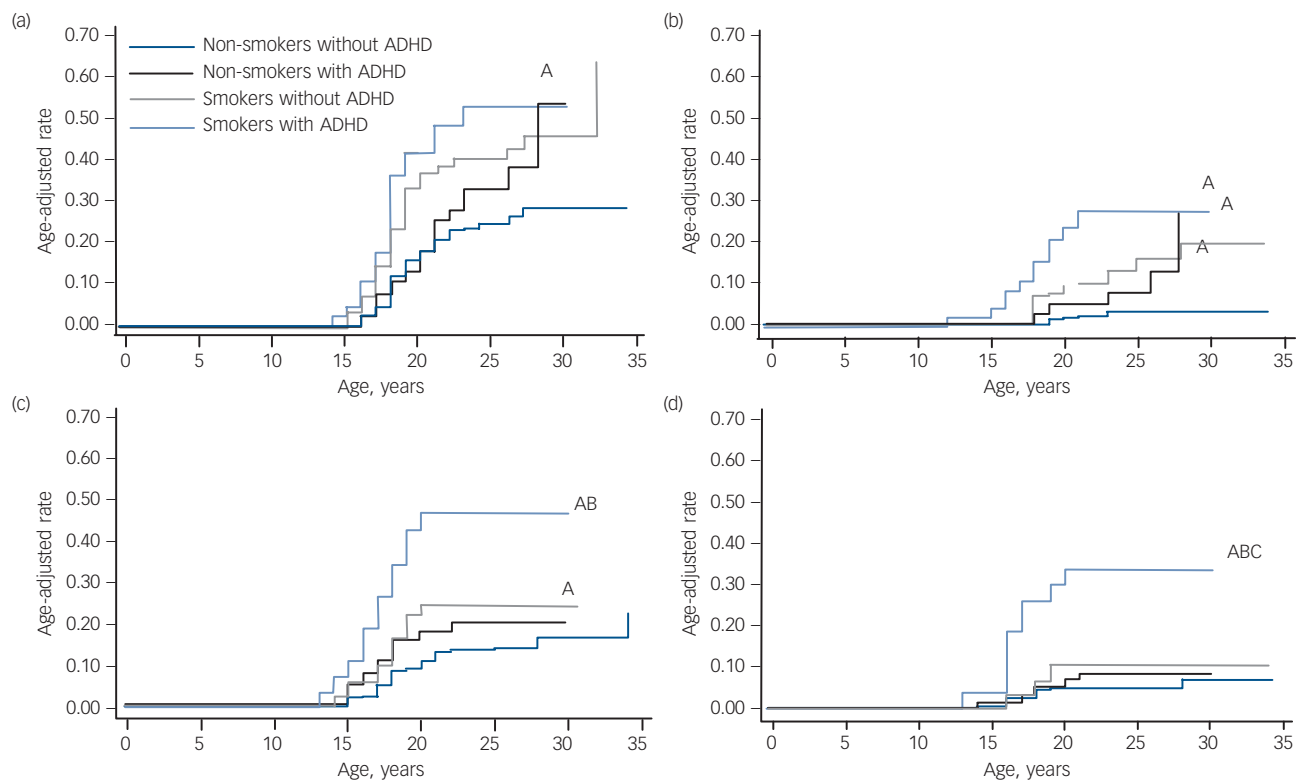 (a)
Age-adjusted rate
0.70
0.60
0.50
0.40
0.30
0.20
0.10
0.00
Non-smokers without ADHD
Non-smokers with ADHD
Smokers without ADHD
Smokers with ADHD
A
0 5 10 15 20 25 30 35
Age, years
(b)
Age-adjusted rate
0.70
0.60
0.50
0.40
0.30
0.20
0.10
0.00
A
A
A
0 5 10 15 20 25 30 35
Age, years
(c)
Age-adjusted rate
0.70
0.60
0.50
0.40
0.30
0.20
0.10
0.00
AB
A
0 5 10 15 20 25 30 35
Age, years
(d)
Age-adjusted rate
0.70
0.60
0.50
0.40
0.30
0.20
0.10
0.00
ABC
0 5 10 15 20 25 30 35
Age, years